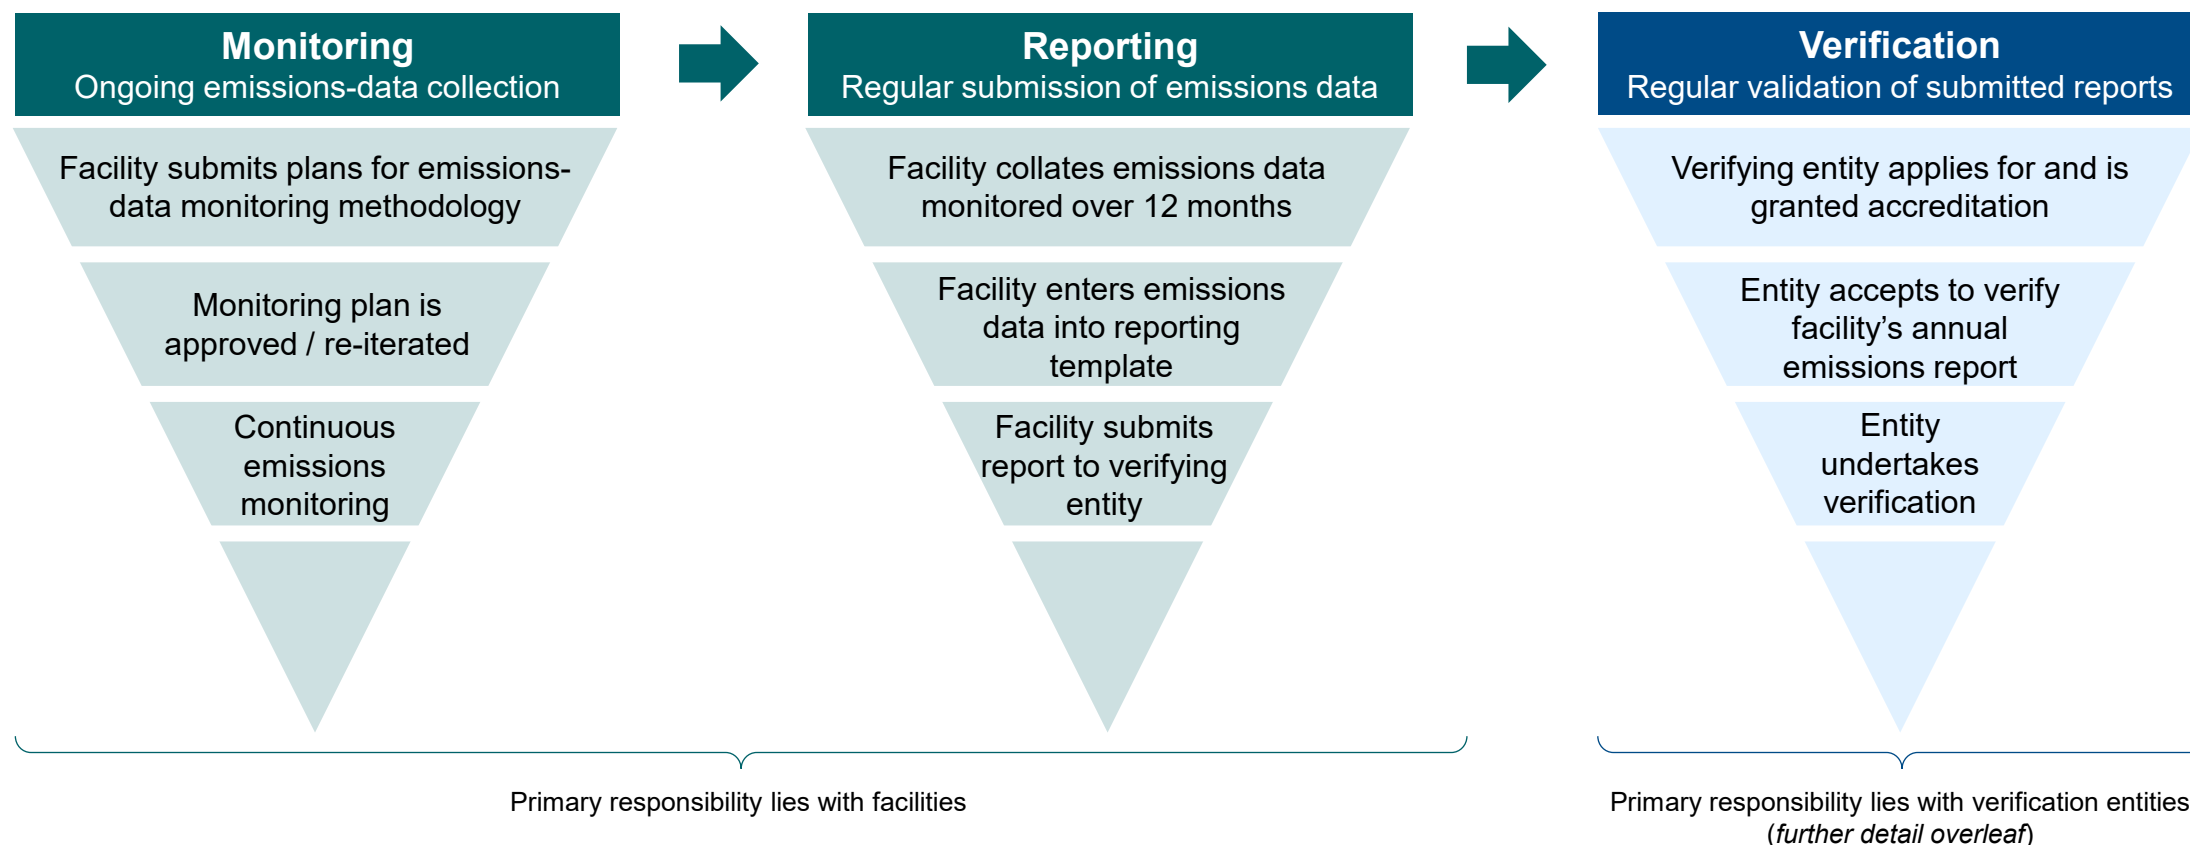 Monitoring
Ongoing emissions-data collection
Facility submits plans for emissions-
data monitoring methodology
Monitoring plan is
approved / re-iterated
Continuous
emissions
monitoring
Reporting
Regular submission of emissions data
Facility collates emissions data
monitored over 12 months
Facility enters emissions
data into reporting
template
Facility submits
report to verifying
entity
Primary responsibility lies with facilities
Verification
Regular validation of submitted reports
Verifying entity applies for and is
granted accreditation
Entity accepts to verify
facility’s annual
emissions report
Entity
undertakes
verification
Primary responsibility lies with verification entities
(further detail overleaf)